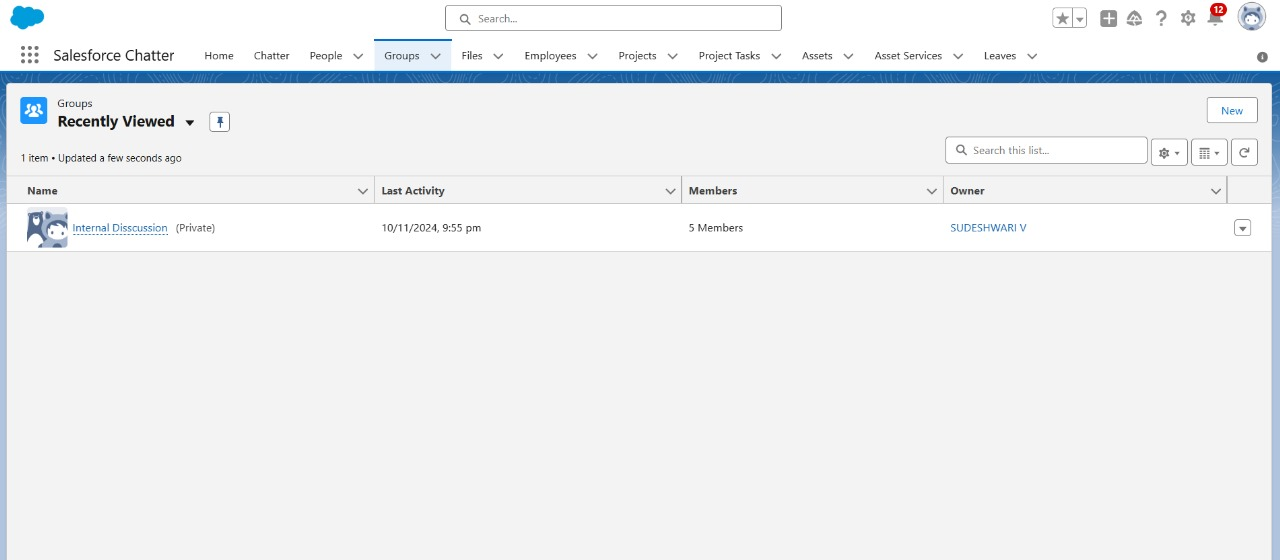 Search...
12
Salesforce Chatter Home Chatter People Groups Files Employees Projects Project Tasks Assets Asset Services Leaves
Groups
Recently Viewed
New
1 item • Updated a few seconds ago
Search this list...
Name Last Activity Members Owner
Internal Disscussion (Private) 10/11/2024, 9:55 pm 5 Members SUDESHWARI V